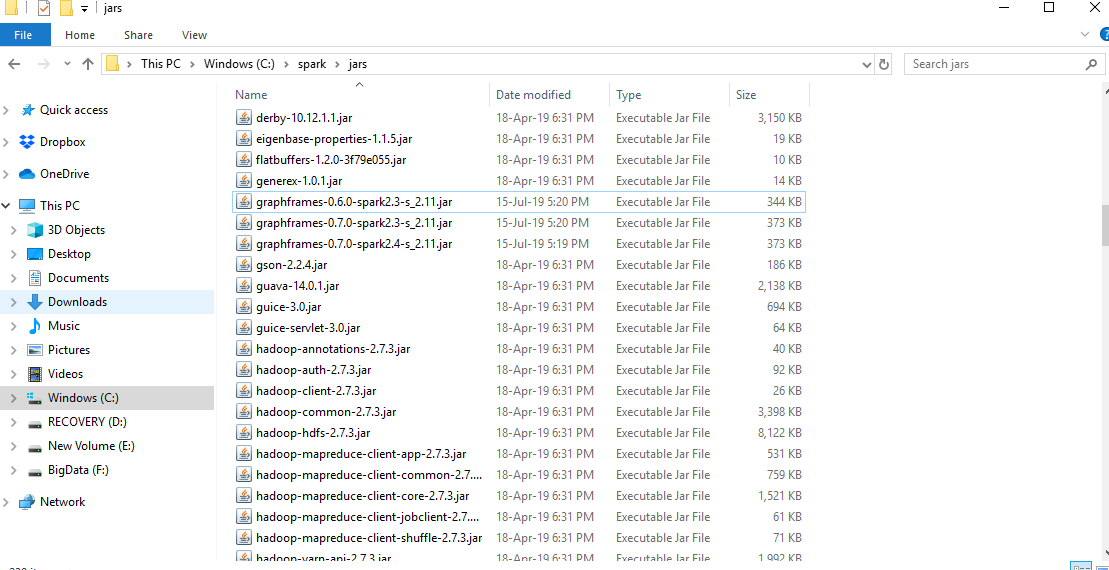 jars
File Home Share View
This PC Windows (C:) spark jars Search jars
Name Date modified Type Size
Quick access
Dropbox
OneDrive
This PC
3D Objects
Desktop
Documents
Downloads
Music
Pictures
Videos
Windows (C:)
RECOVERY (D:)
New Volume (E:)
BigData (F:)
Network
derby-10.12.1.1.jar 18-Apr-19 6:31 PM Executable Jar File 3,150 KB
eigenbase-properties-1.1.5.jar 18-Apr-19 6:31 PM Executable Jar File 19 KB
flatbuffers-1.2.0-3f79e055.jar 18-Apr-19 6:31 PM Executable Jar File 10 KB
generex-1.0.1.jar 18-Apr-19 6:31 PM Executable Jar File 14 KB
graphframes-0.6.0-spark2.3-s_2.11.jar 15-Jul-19 5:20 PM Executable Jar File 344 KB
graphframes-0.7.0-spark2.3-s_2.11.jar 15-Jul-19 5:20 PM Executable Jar File 373 KB
graphframes-0.7.0-spark2.4-s_2.11.jar 15-Jul-19 5:19 PM Executable Jar File 373 KB
gson-2.2.4.jar 18-Apr-19 6:31 PM Executable Jar File 186 KB
guava-14.0.1.jar 18-Apr-19 6:31 PM Executable Jar File 2,138 KB
guice-3.0.jar 18-Apr-19 6:31 PM Executable Jar File 694 KB
guice-servlet-3.0.jar 18-Apr-19 6:31 PM Executable Jar File 64 KB
hadoop-annotations-2.7.3.jar 18-Apr-19 6:31 PM Executable Jar File 40 KB
hadoop-auth-2.7.3.jar 18-Apr-19 6:31 PM Executable Jar File 92 KB
hadoop-client-2.7.3.jar 18-Apr-19 6:31 PM Executable Jar File 26 KB
hadoop-common-2.7.3.jar 18-Apr-19 6:31 PM Executable Jar File 3,398 KB
hadoop-hdfs-2.7.3.jar 18-Apr-19 6:31 PM Executable Jar File 8,122 KB
hadoop-mapreduce-client-app-2.7.3.jar 18-Apr-19 6:31 PM Executable Jar File 531 KB
hadoop-mapreduce-client-common-2.7.... 18-Apr-19 6:31 PM Executable Jar File 759 KB
hadoop-mapreduce-client-core-2.7.3.jar 18-Apr-19 6:31 PM Executable Jar File 1,521 KB
hadoop-mapreduce-client-jobclient-2.7.... 18-Apr-19 6:31 PM Executable Jar File 61 KB
hadoop-mapreduce-client-shuffle-2.7.3.jar 18-Apr-19 6:31 PM Executable Jar File 71 KB
hadoop-yarn-api-2.7.3.jar 18-Apr-19 6:31 PM Executable Jar File 1,992 KB